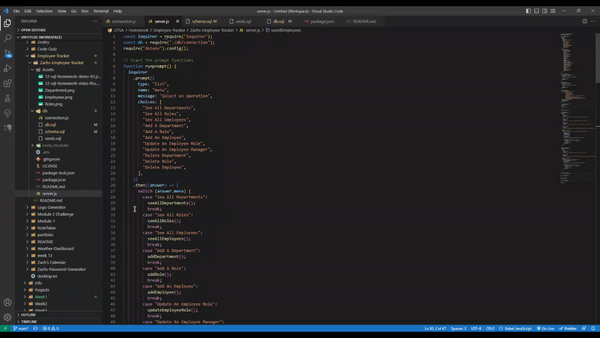 File Edit Selection View Go Run Terminal Help
server.js - Untitled (Workspace) - Visual Studio Code
EXPLORER
connection.js
server.js
schema.sql M
seeds.sql
db.sql M
package.json
README.md
UTSA > Homework > Employee-Tracker > Zachs-Employee-Tracker > server.js > seeAllEmployees
OPEN EDITORS
UNTITLED (WORKSPACE)
Code Quiz
Employee-Tracker
Zachs-Employee-Tracker
Assets
Department.png
Employees.png
Roles.png
db
connection.js
db.sql M
schema.sql M
seeds.sql
node_modules
.env
.gitignore
LICENSE
package-lock.json
package.json
README.md
server.js
README.md
Logo Generator
Module 2 Challenge
Module 1
NoteTaker
portfolio
README
Weather-Dashboard
week 13
Zach's Calendar
Zachs-Password-Generator
desktop.ini
Info
Projects
Week1
Week2
OUTLINE
TIMELINE
const inquirer = require("inquirer");
const db = require("./db/connection");
require("dotenv").config();
// Start the prompt functions
function runprompt() {
inquirer
.prompt({
type: "list",
name: "menu",
message: "Select an operation",
choices: [
"See All Departments",
"See All Roles",
"See All Employees",
"Add A Department",
"Add A Role",
"Add An Employee",
"Update An Employee Role",
"Update An Employee Manager",
"Delete Department",
"Delete Role",
"Delete Employee",
],
})
.then((answer) => {
switch (answer.menu) {
case "See All Departments":
seeAllDepartments();
break;
case "See All Roles":
seeAllRoles();
break;
case "See All Employees":
seeAllEmployees();
break;
case "Add A Department":
addDepartment();
break;
case "Add A Role":
addRole();
break;
case "Add An Employee":
addEmployee();
break;
case "Update An Employee Role":
updateEmployeeRole();
break;
case "Update An Employee Manager":
Spaces: 2 UTF-8 CRLF Babel JavaScript Go Live Prettier